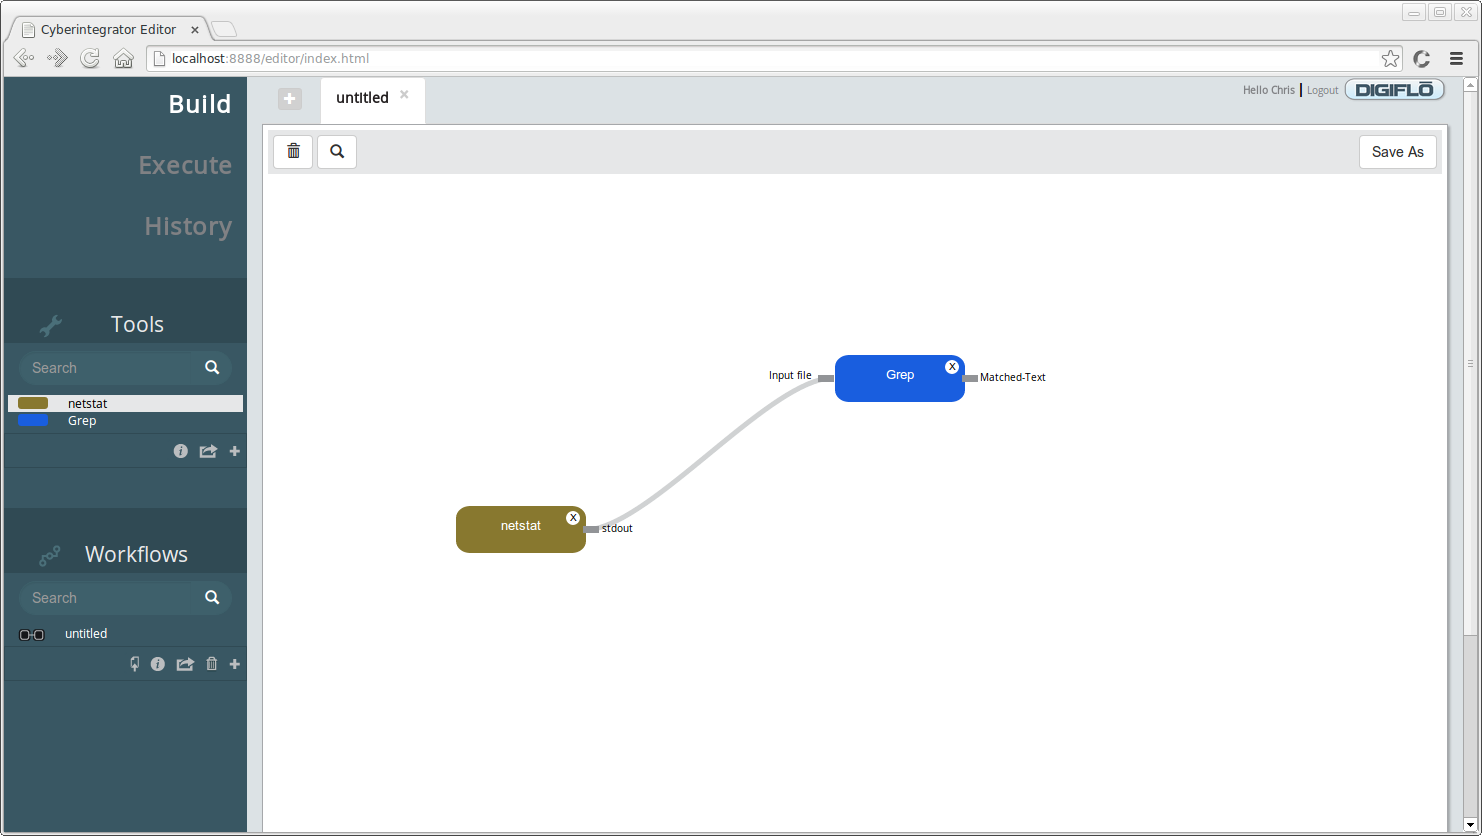 Cyberintegrator Editor
localhost:8888/editor/index.html
Build
Execute
History
Tools
Search
netstat
Grep
Workflows
Search
untitled
untitled
Hello Chris | Logout
DIGIFLŌ
Save As
Input file
Grep
X
Matched-Text
netstat
X
stdout